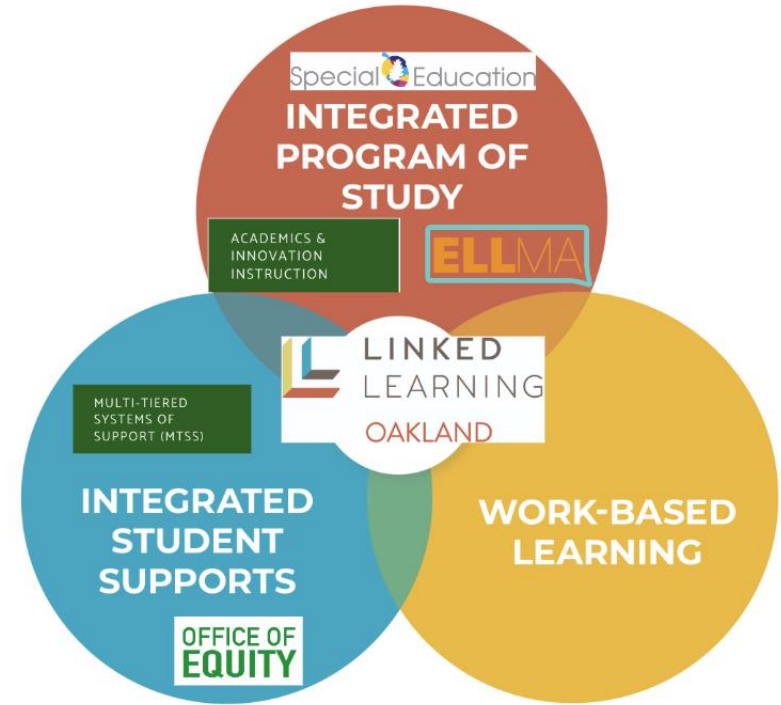 Special Education
INTEGRATED
PROGRAM OF
STUDY
ACADEMICS &
INNOVATION
INSTRUCTION
ELLMA
LINKED
LEARNING
OAKLAND
MULTI-TIERED
SYSTEMS OF
SUPPORT (MTSS)
INTEGRATED
STUDENT
SUPPORTS
OFFICE OF
EQUITY
WORK-BASED
LEARNING